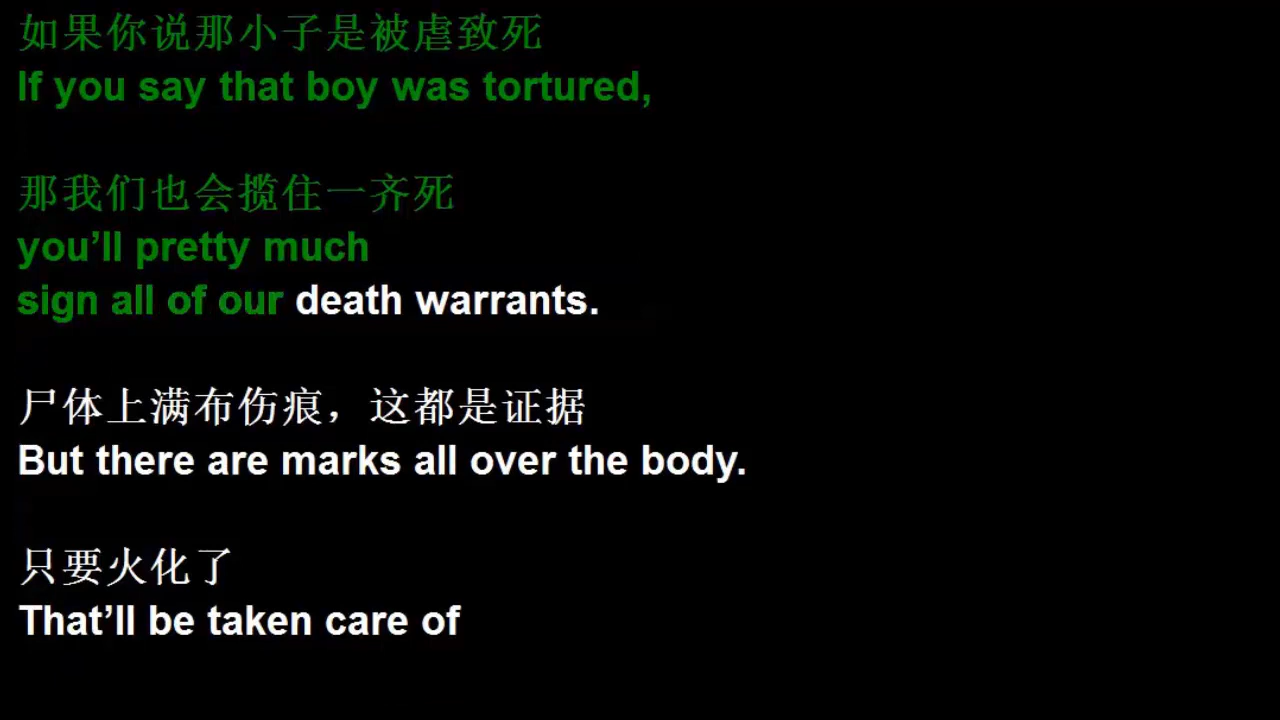 如果你说那小子是被虐致死
If you say that boy was tortured,
那我们也会揽住一齐死
you’ll pretty much
sign all of our death warrants.
尸体上满布伤痕，这都是证据
But there are marks all over the body.
只要火化了
That’ll be taken care of